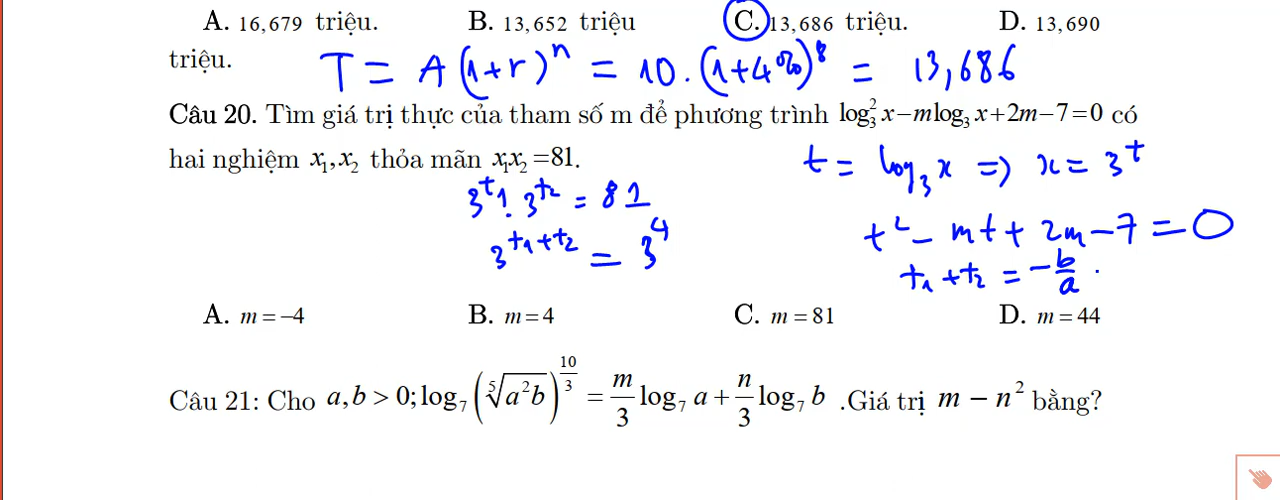 A. 16,679 triệu. B. 13,652 triệu C. 13,686 triệu. D. 13,690
triệu.
T = A(1+r)^n = 10.(1+4%)^8 = 13,686
Câu 20. Tìm giá trị thực của tham số m để phương trình log₃²x−mlog₃x+2m−7=0 có
hai nghiệm x₁,x₂ thỏa mãn x₁x₂=81.
t = log₃x => x = 3^t
3^t₁.3^t₂ = 81
t² − mt + 2m − 7 = 0
3^(t₁+t₂) = 3^4
t₁+t₂ = −b/a.
A. m=−4 B. m=4 C. m=81 D. m=44
Câu 21: Cho a,b > 0; log₇(⁵√(a²b))^(10/3) = m/3 log₇ a + n/3 log₇ b .Giá trị m − n² bằng?